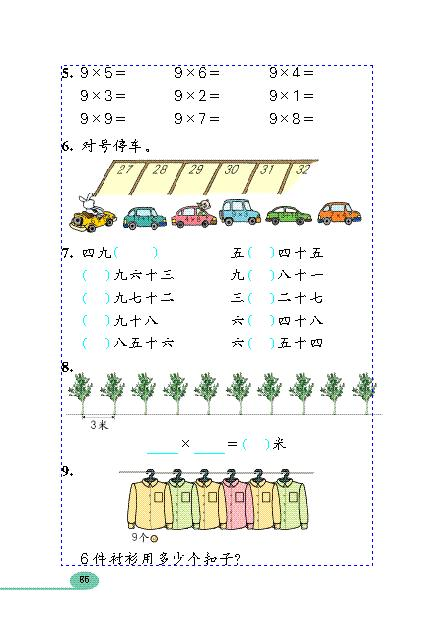 5. 9×5＝ 9×6＝ 9×4＝
9×3＝ 9×2＝ 9×1＝
9×9＝ 9×7＝ 9×8＝
6. 对号停车。
27 28 29 30 31 32
7. 四九（ ） 五（ ）四十五
（ ）九六十三 九（ ）八十一
（ ）九七十二 三（ ）二十七
（ ）九十八 六（ ）四十八
（ ）八五十六 六（ ）五十四
8.
3米
____×____＝（ ）米
9.
9个
6件衬衫用多少个扣子?
86